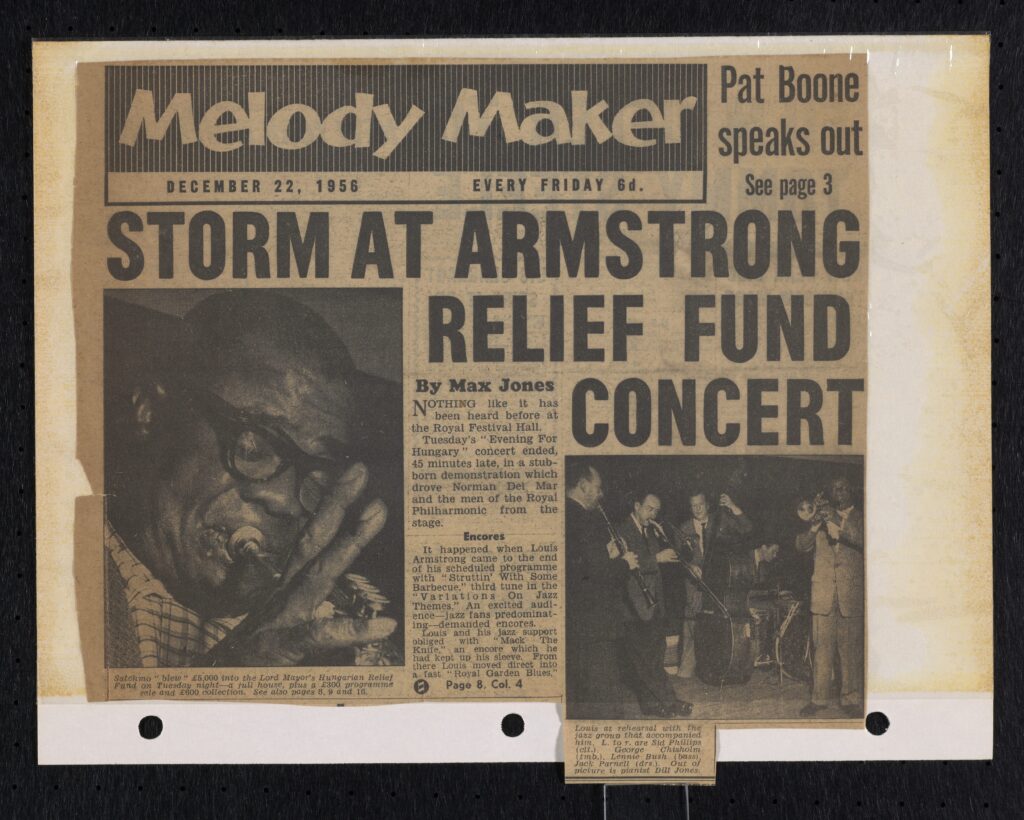 Melody Maker
DECEMBER 22, 1956 EVERY FRIDAY 6d.
Pat Boone
speaks out
See page 3
STORM AT ARMSTRONG
RELIEF FUND
CONCERT
By Max Jones
NOTHING like it has
been heard before at
the Royal Festival Hall.
Tuesday's "Evening For
Hungary" concert ended,
45 minutes late, in a stub-
born demonstration which
drove Norman Del Mar
and the men of the Royal
Philharmonic from the
stage.
Encores
It happened when Louis
Armstrong came to the end
of his scheduled programme
with "Struttin' With Some
Barbecue," third tune in the
"Variations On Jazz
Themes." An excited audi-
ence—jazz fans predominat-
ing—demanded encores.
Louis and his jazz support
obliged with "Mack The
Knife," an encore which he
had kept up his sleeve. From
there Louis moved direct into
a fast "Royal Garden Blues,"
Page 8, Col. 4
Satchmo "blew" £5,000 into the Lord Mayor's Hungarian Relief
Fund on Tuesday night—a full house, plus a £300 programme
sale and £600 collection. See also pages 8, 9 and 16.
Louis at rehearsal with the
jazz group that accompanied
him. L. to r. are Sid Phillips
(clt.), George Chisholm
(tmb.), Lennie Bush (bass),
Jack Parnell (drs.). Out of
picture is pianist Dill Jones.